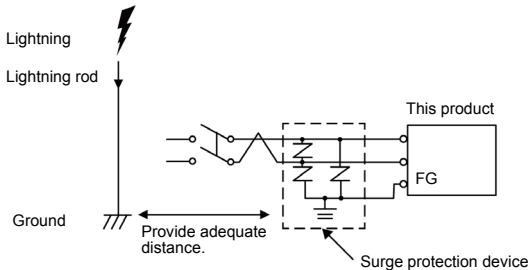 Lightning
Lightning rod
This product
FG
Ground
Provide adequate
distance.
Surge protection device